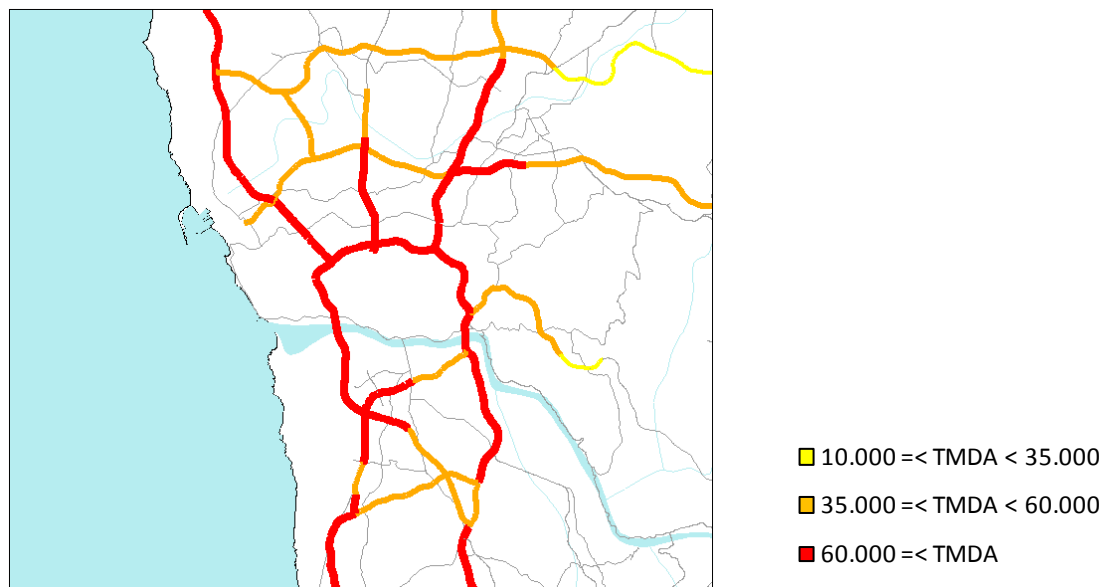 10.000 =< TMDA < 35.000
35.000 =< TMDA < 60.000
60.000 =< TMDA